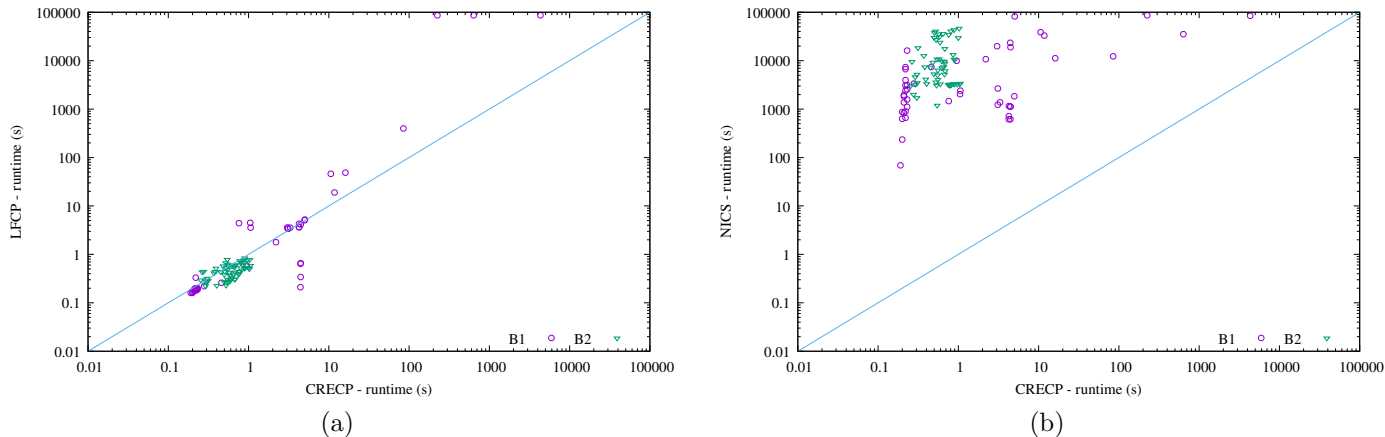 100000
10000
1000
100
10
1
0.1
0.01
LFCP - runtime (s)
B1 B2
0.01 0.1 1 10 100 1000 10000 100000
CRECP - runtime (s)
(a)
100000
10000
1000
100
10
1
0.1
0.01
NICS - runtime (s)
B1 B2
0.01 0.1 1 10 100 1000 10000 100000
CRECP - runtime (s)
(b)